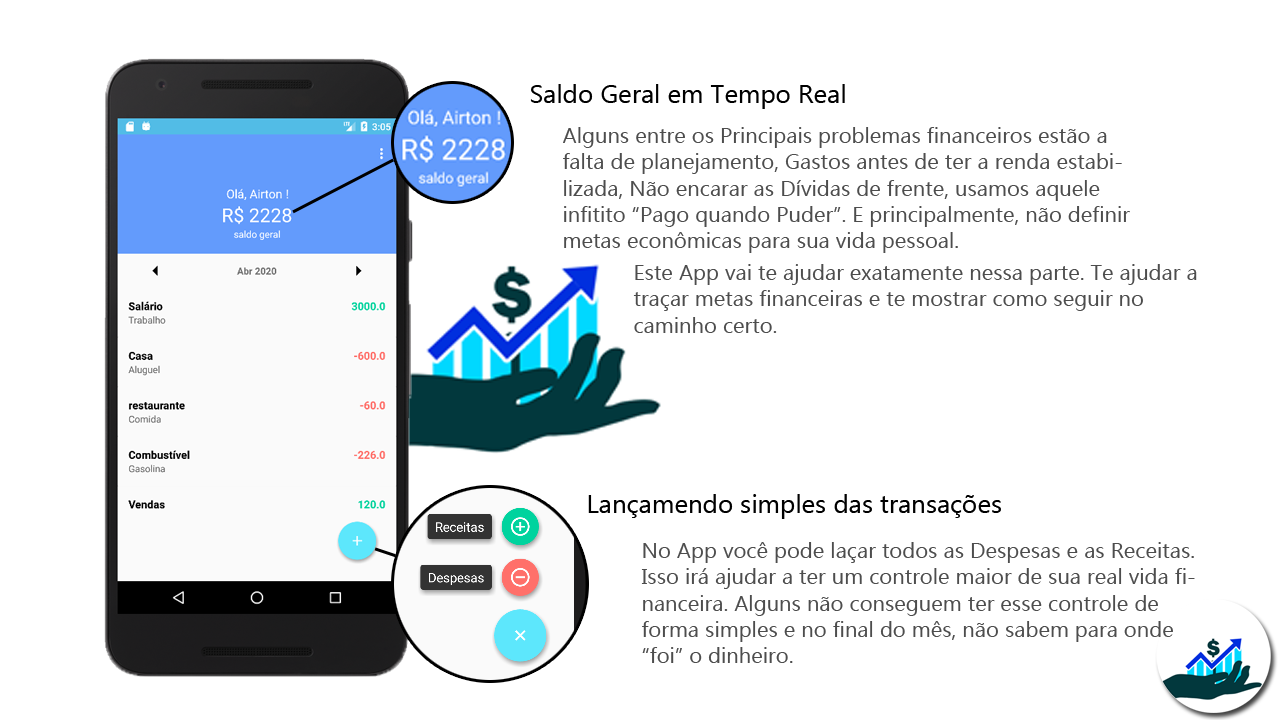 3:05
Olá, Airton !
R$ 2228
saldo geral
Abr 2020
Salário 3000.0
Trabalho
Casa -600.0
Aluguel
restaurante -60.0
Comida
Combustível -226.0
Gasolina
Vendas 120.0
+
Olá, Airton !
R$ 2228
saldo geral
Saldo Geral em Tempo Real
Alguns entre os Principais problemas financeiros estão a
falta de planejamento, Gastos antes de ter a renda estabi-
lizada, Não encarar as Dívidas de frente, usamos aquele
infitito “Pago quando Puder”. E principalmente, não definir
metas econômicas para sua vida pessoal.
Este App vai te ajudar exatamente nessa parte. Te ajudar a
traçar metas financeiras e te mostrar como seguir no
caminho certo.
$
Receitas
Despesas
Lançamendo simples das transações
No App você pode laçar todos as Despesas e as Receitas.
Isso irá ajudar a ter um controle maior de sua real vida fi-
nanceira. Alguns não conseguem ter esse controle de
forma simples e no final do mês, não sabem para onde
“foi” o dinheiro.
$